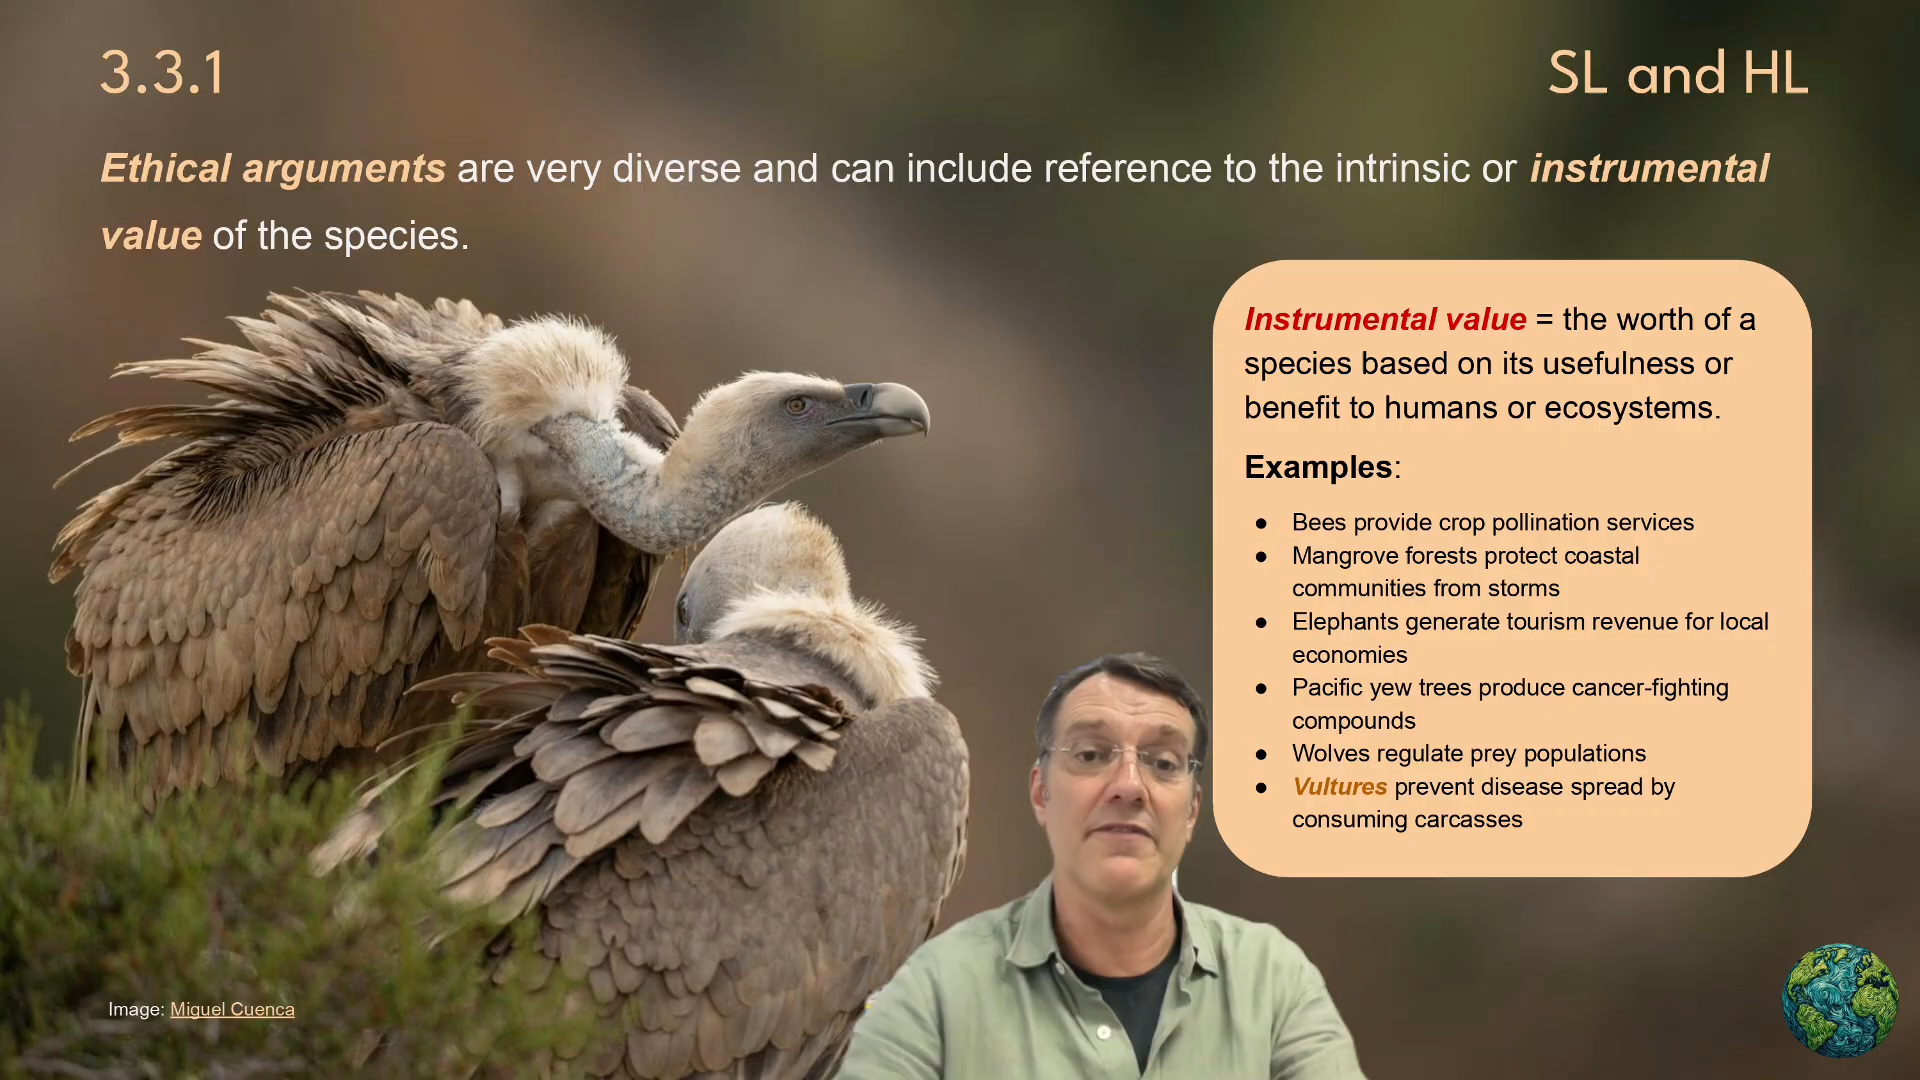 3.3.1
SL and HL
Ethical arguments are very diverse and can include reference to the intrinsic or instrumental
value of the species.
Instrumental value = the worth of a
species based on its usefulness or
benefit to humans or ecosystems.
Examples:
● Bees provide crop pollination services
● Mangrove forests protect coastal
communities from storms
● Elephants generate tourism revenue for local
economies
● Pacific yew trees produce cancer-fighting
compounds
● Wolves regulate prey populations
● Vultures prevent disease spread by
consuming carcasses
Image: Miguel Cuenca